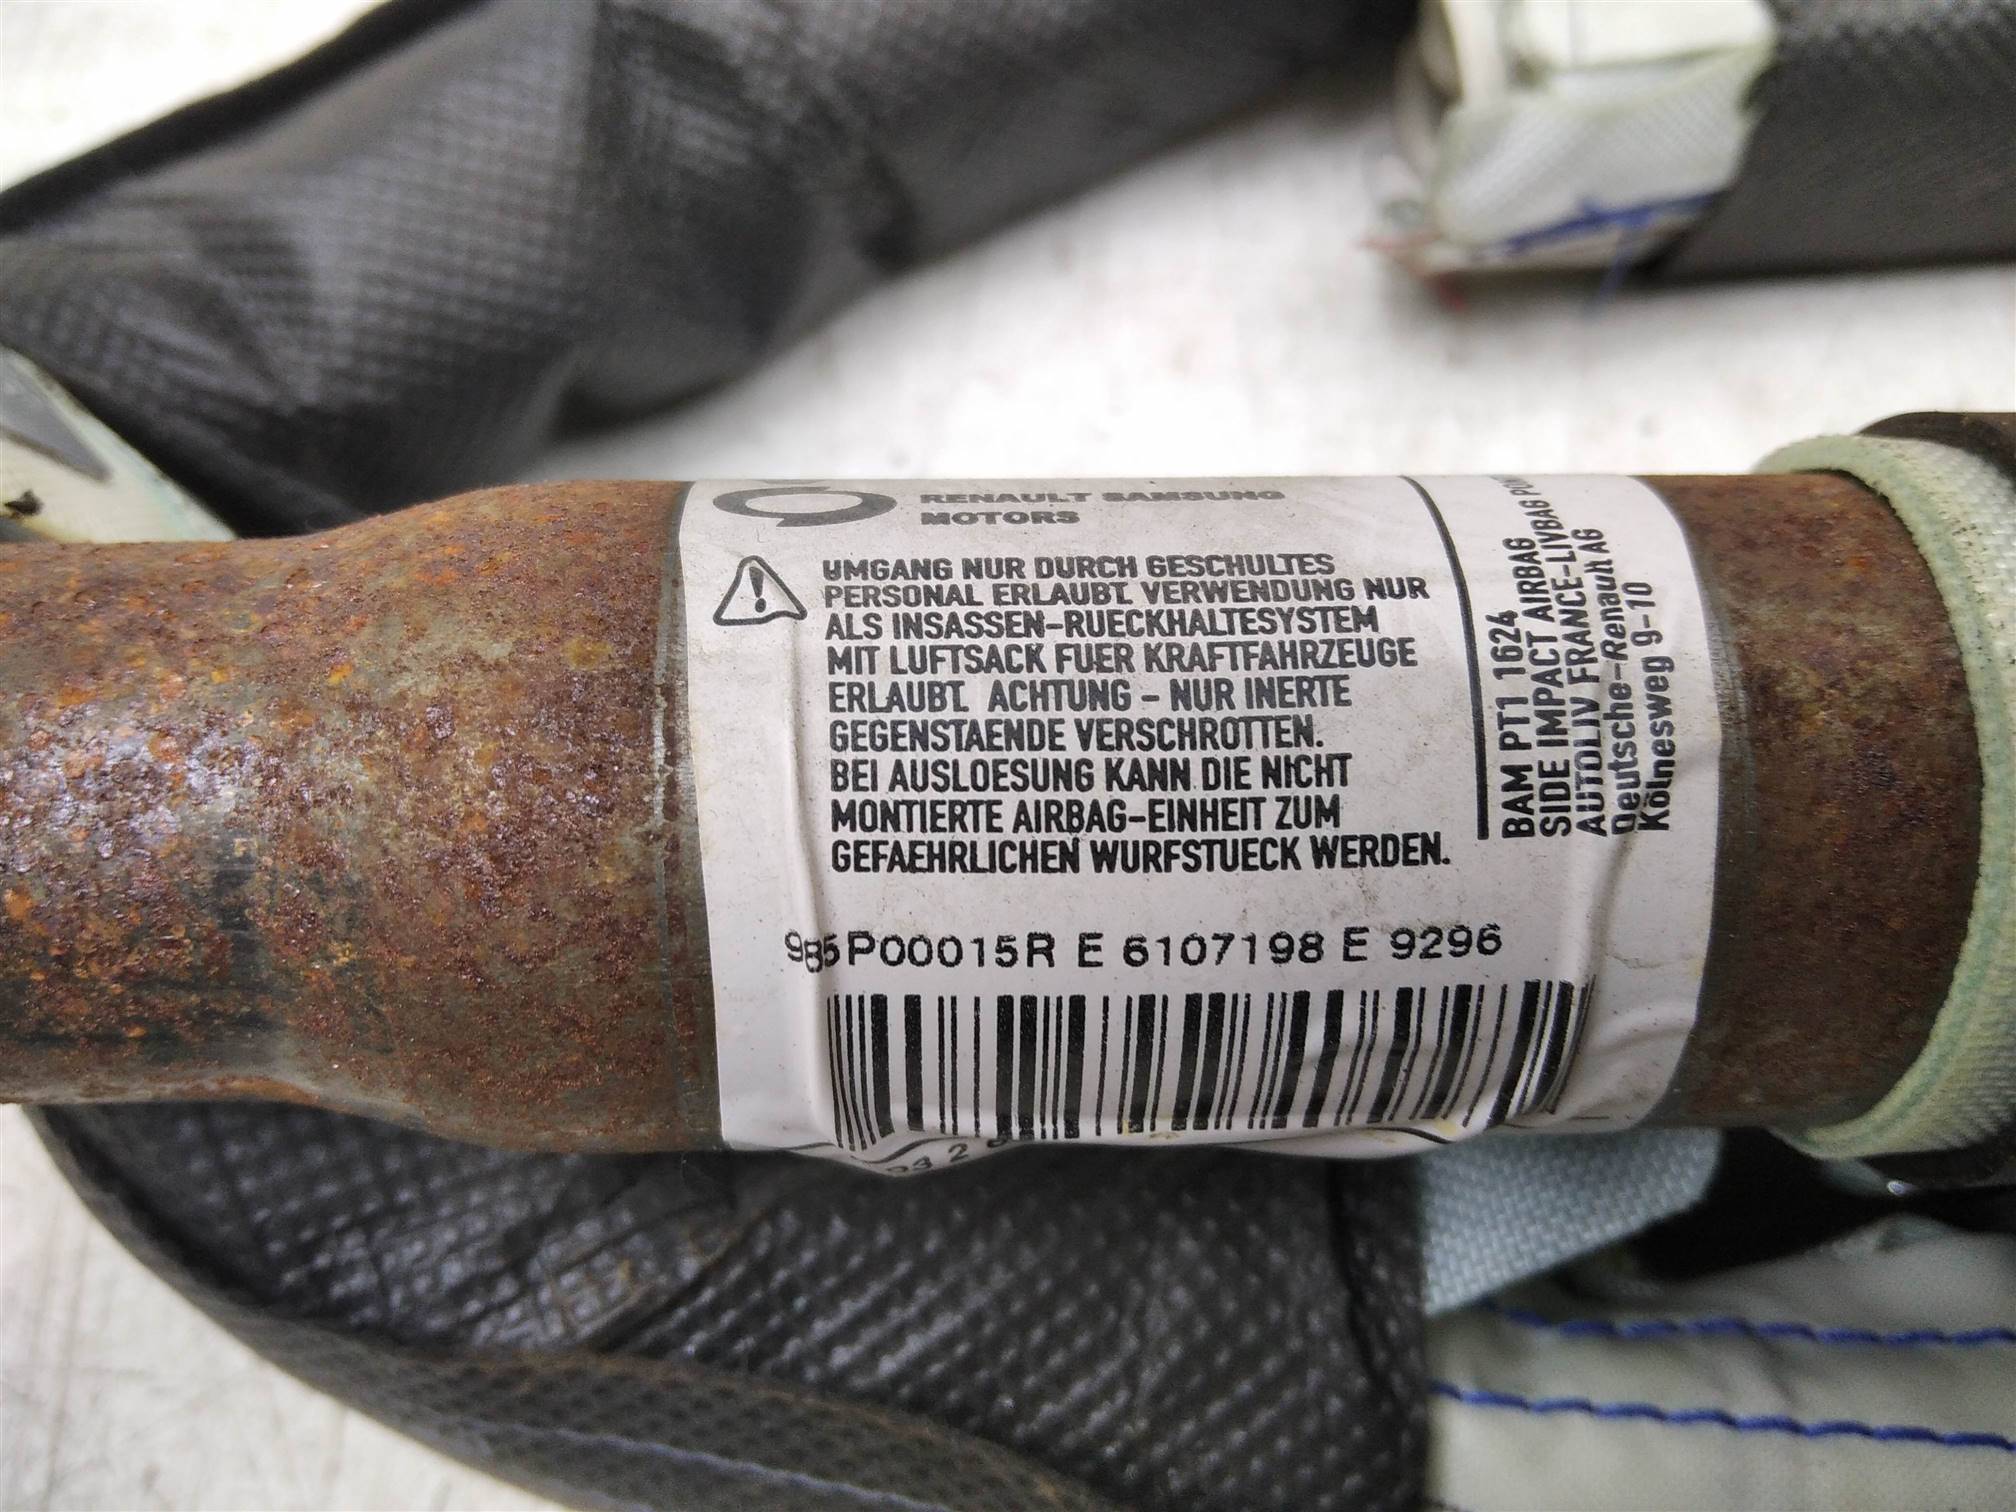 RENAULT SAMSUNG
MOTORS
UMGANG NUR DURCH GESCHULTES
PERSONAL ERLAUBT. VERWENDUNG NUR
ALS INSASSEN-RUECKHALTESYSTEM
MIT LUFTSACK FUER KRAFTFAHRZEUGE
ERLAUBT. ACHTUNG - NUR INERTE
GEGENSTAENDE VERSCHROTTEN.
BEI AUSLOESUNG KANN DIE NICHT
MONTIERTE AIRBAG-EINHEIT ZUM
GEFAEHRLICHEN WURFSTUECK WERDEN.
BAM PT1 1624
SIDE IMPACT AIRBAG
AUTOLIV FRANCE-LIVBAG
Deutsche-Renault AG
Kölnesweg 9-10
985P00015R E 6107198 E 9296